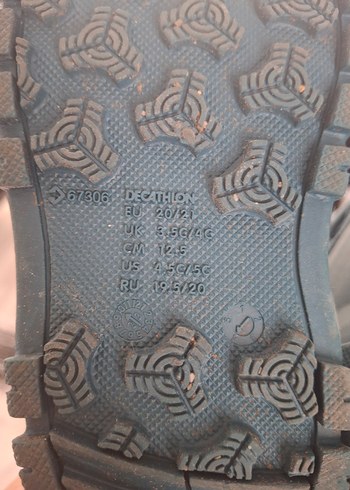 67306 DECATHLON
EU 20/21
UK 3.5C/4C
CM 12.5
US 4.5C/5C
RU 19.5/20